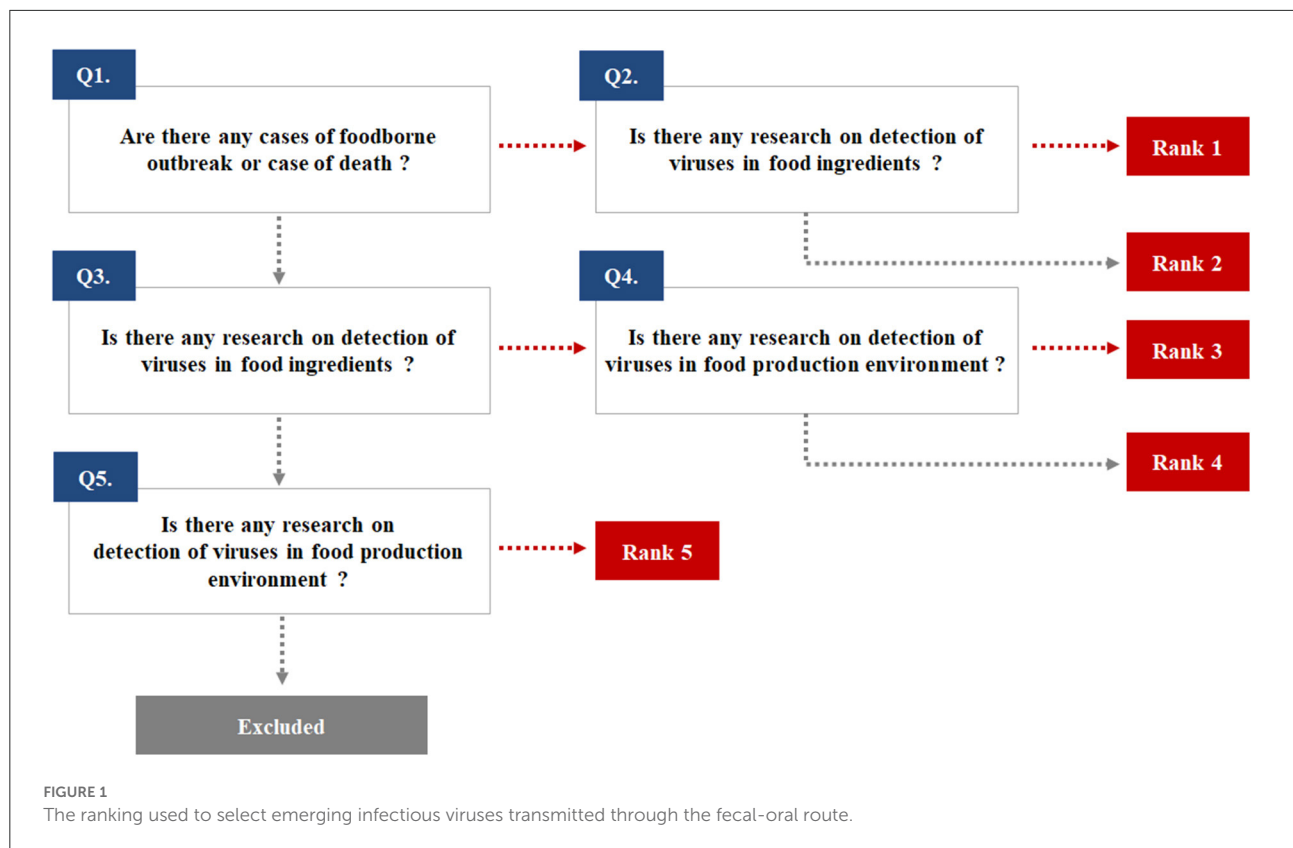 Q1.
Are there any cases of foodborne
outbreak or case of death ?
Q2.
Is there any research on detection of
viruses in food ingredients ?
Rank 1
Rank 2
Q3.
Is there any research on detection of
viruses in food ingredients ?
Q4.
Is there any research on detection of
viruses in food production environment ?
Rank 3
Rank 4
Q5.
Is there any research on
detection of viruses in food production
environment ?
Rank 5
Excluded
FIGURE 1
The ranking used to select emerging infectious viruses transmitted through the fecal-oral route.